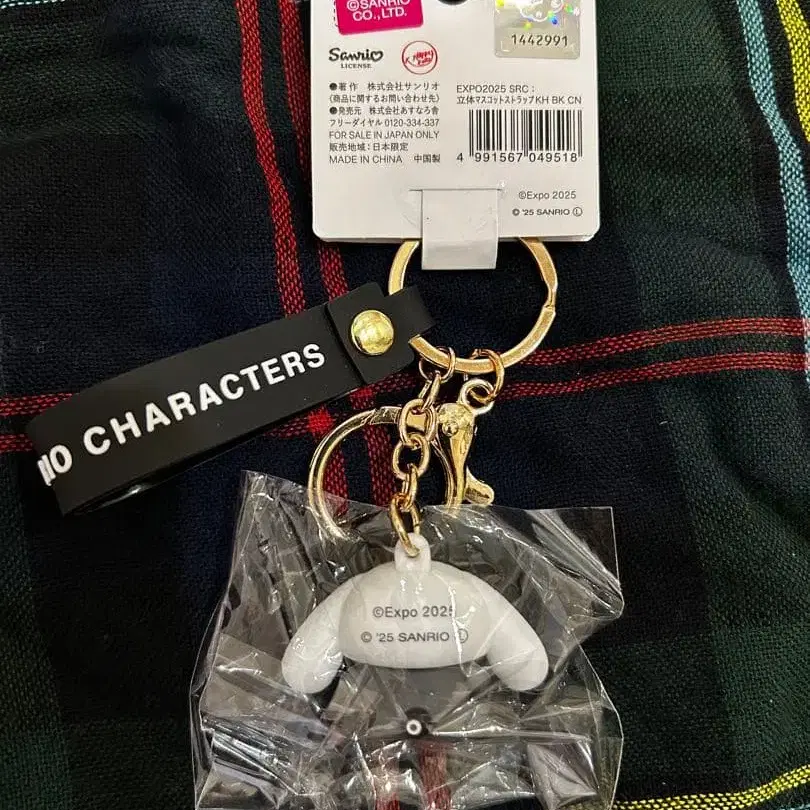 ©SANRIO
CO., LTD.
1442991
Sanrio
LICENSE
●著作 株式会社サンリオ
(商品に関するお問い合わせ先)
●発売元 株式会社あすなろ舎
フリーダイヤル 0120-334-337
FOR SALE IN JAPAN ONLY
販売地域:日本限定
MADE IN CHINA 中国製
EXPO2025 SRC:
立体マスコットストラップKH BK CN
4 991567 049518
©Expo 2025
© '25 SANRIO Ⓛ
IO CHARACTERS
©Expo 2025
© '25 SANRIO Ⓛ